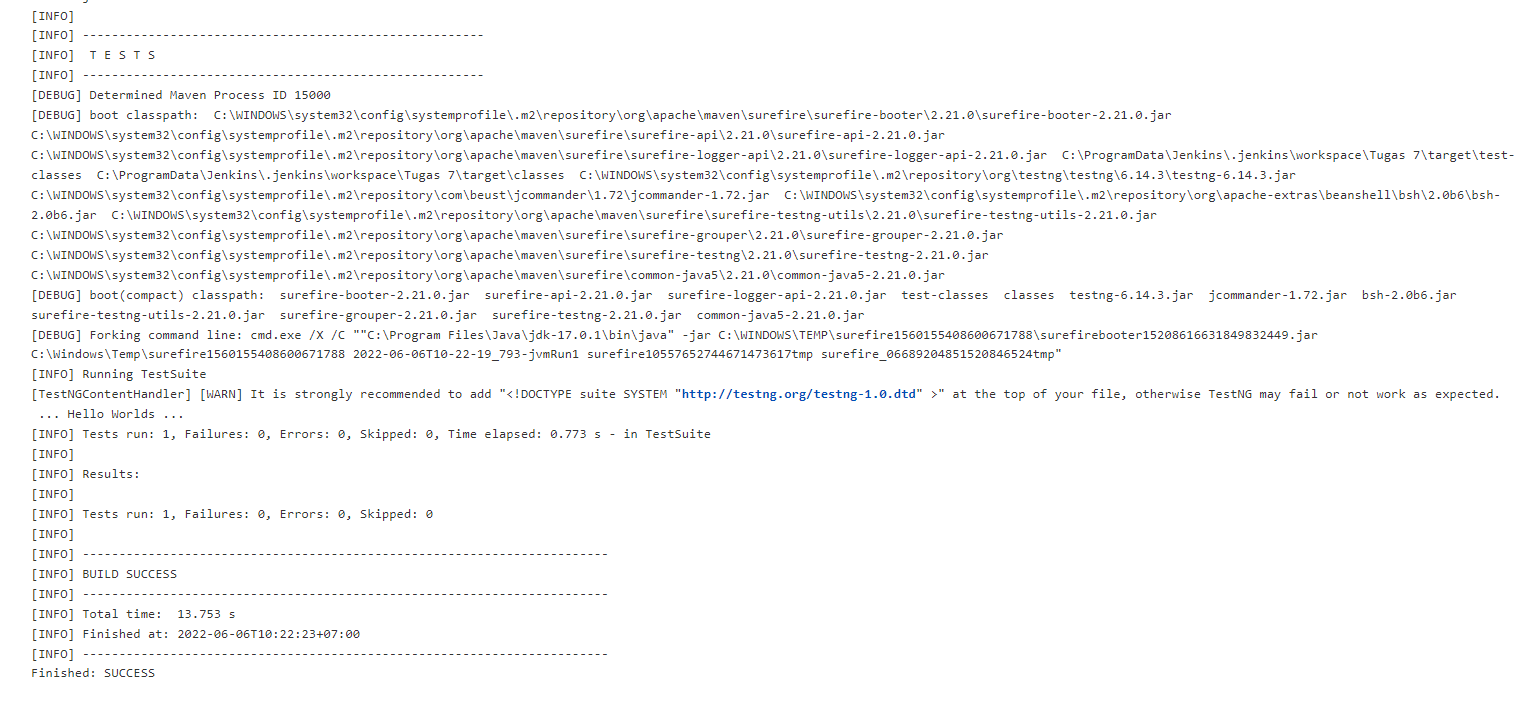 [INFO]
[INFO] -------------------------------------------------------
[INFO]  T E S T S
[INFO] -------------------------------------------------------
[DEBUG] Determined Maven Process ID 15000
[DEBUG] boot classpath:  C:\WINDOWS\system32\config\systemprofile\.m2\repository\org\apache\maven\surefire\surefire-booter\2.21.0\surefire-booter-2.21.0.jar
C:\WINDOWS\system32\config\systemprofile\.m2\repository\org\apache\maven\surefire\surefire-api\2.21.0\surefire-api-2.21.0.jar
C:\WINDOWS\system32\config\systemprofile\.m2\repository\org\apache\maven\surefire\surefire-logger-api\2.21.0\surefire-logger-api-2.21.0.jar  C:\ProgramData\Jenkins\.jenkins\workspace\Tugas 7\target\test-
classes  C:\ProgramData\Jenkins\.jenkins\workspace\Tugas 7\target\classes  C:\WINDOWS\system32\config\systemprofile\.m2\repository\org\testng\testng\6.14.3\testng-6.14.3.jar
C:\WINDOWS\system32\config\systemprofile\.m2\repository\com\beust\jcommander\1.72\jcommander-1.72.jar  C:\WINDOWS\system32\config\systemprofile\.m2\repository\org\apache-extras\beanshell\bsh\2.0b6\bsh-
2.0b6.jar  C:\WINDOWS\system32\config\systemprofile\.m2\repository\org\apache\maven\surefire\surefire-testng-utils\2.21.0\surefire-testng-utils-2.21.0.jar
C:\WINDOWS\system32\config\systemprofile\.m2\repository\org\apache\maven\surefire\surefire-grouper\2.21.0\surefire-grouper-2.21.0.jar
C:\WINDOWS\system32\config\systemprofile\.m2\repository\org\apache\maven\surefire\surefire-testng\2.21.0\surefire-testng-2.21.0.jar
C:\WINDOWS\system32\config\systemprofile\.m2\repository\org\apache\maven\surefire\common-java5\2.21.0\common-java5-2.21.0.jar
[DEBUG] boot(compact) classpath:  surefire-booter-2.21.0.jar  surefire-api-2.21.0.jar  surefire-logger-api-2.21.0.jar  test-classes  classes  testng-6.14.3.jar  jcommander-1.72.jar  bsh-2.0b6.jar
surefire-testng-utils-2.21.0.jar  surefire-grouper-2.21.0.jar  surefire-testng-2.21.0.jar  common-java5-2.21.0.jar
[DEBUG] Forking command line: cmd.exe /X /C ""C:\Program Files\Java\jdk-17.0.1\bin\java" -jar C:\WINDOWS\TEMP\surefire1560155408600671788\surefirebooter15208616631849832449.jar
C:\Windows\Temp\surefire1560155408600671788 2022-06-06T10-22-19_793-jvmRun1 surefire10557652744671473617tmp surefire_06689204851520846524tmp"
[INFO] Running TestSuite
[TestNGContentHandler] [WARN] It is strongly recommended to add "<!DOCTYPE suite SYSTEM "http://testng.org/testng-1.0.dtd" >" at the top of your file, otherwise TestNG may fail or not work as expected.
 ... Hello Worlds ...
[INFO] Tests run: 1, Failures: 0, Errors: 0, Skipped: 0, Time elapsed: 0.773 s - in TestSuite
[INFO]
[INFO] Results:
[INFO]
[INFO] Tests run: 1, Failures: 0, Errors: 0, Skipped: 0
[INFO]
[INFO] ------------------------------------------------------------------------
[INFO] BUILD SUCCESS
[INFO] ------------------------------------------------------------------------
[INFO] Total time:  13.753 s
[INFO] Finished at: 2022-06-06T10:22:23+07:00
[INFO] ------------------------------------------------------------------------
Finished: SUCCESS